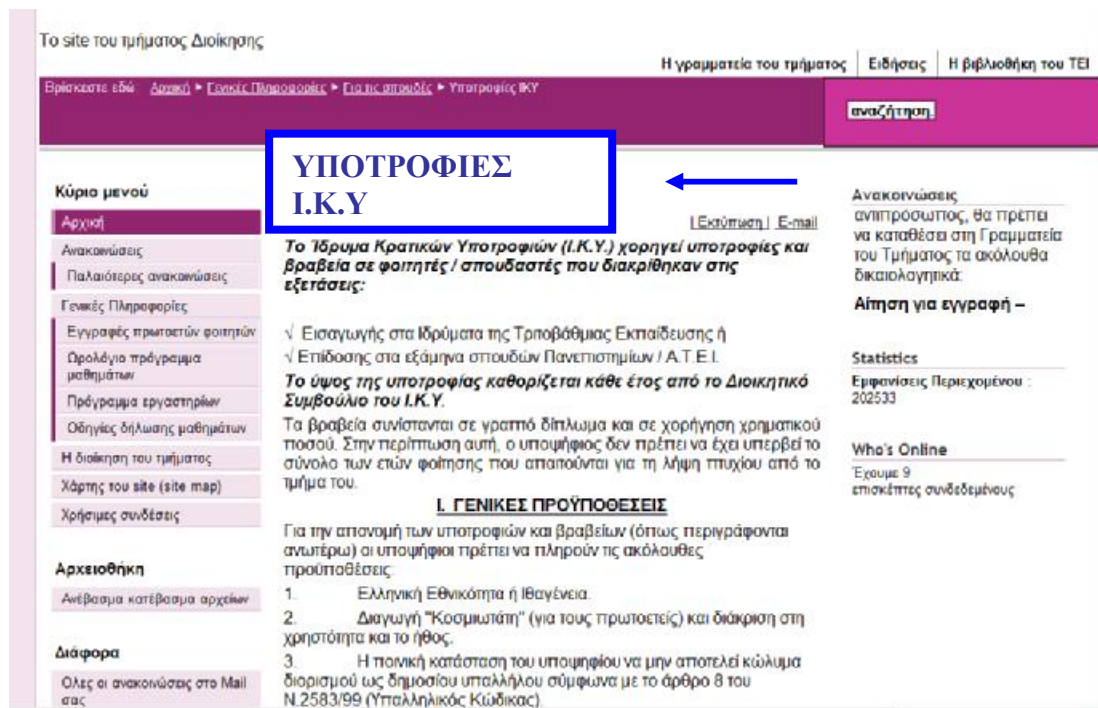 Το site του τμήματος Διοίκησης
Η γραμματεία του τμήματος
Ειδήσεις
Η βιβλιοθήκη του ΤΕΙ
Βρίσκεστε εδώ Αρχική ▸ Γενικές Πληροφορίες ▸ Για τις σπουδές ▸ Υποτροφίες ΙΚΥ
αναζήτηση.
ΥΠΟΤΡΟΦΙΕΣ
Ι.Κ.Υ
Κύριο μενού
Αρχική
Ανακοινώσεις
Παλαιότερες ανακοινώσεις
Γενικές Πληροφορίες
Εγγραφές πρωτοετών φοιτητών
Ωρολόγιο πρόγραμμα
μαθημάτων
Πρόγραμμα εργαστηρίων
Οδηγίες δήλωσης μαθημάτων
Η διοίκηση του τμήματος
Χάρτης του site (site map)
Χρήσιμες συνδέσεις
Αρχειοθήκη
Ανέβασμα κατέβασμα αρχείων
Διάφορα
Ολες οι ανακοινώσεις στο Mail
σας
| Εκτύπωση | E-mail
Το Ίδρυμα Κρατικών Υποτροφιών (Ι.Κ.Υ.) χορηγεί υποτροφίες και
βραβεία σε φοιτητές / σπουδαστές που διακρίθηκαν στις
εξετάσεις:
√ Εισαγωγής στα Ιδρύματα της Τριτοβάθμιας Εκπαίδευσης ή
√ Επίδοσης στα εξάμηνα σπουδών Πανεπιστημίων / Α.Τ.Ε.Ι.
Το ύψος της υποτροφίας καθορίζεται κάθε έτος από το Διοικητικό
Συμβούλιο του Ι.Κ.Υ.
Τα βραβεία συνίστανται σε γραπτό δίπλωμα και σε χορήγηση χρηματικού
ποσού. Στην περίπτωση αυτή, ο υποψήφιος δεν πρέπει να έχει υπερβεί το
σύνολο των ετών φοίτησης που απαιτούνται για τη λήψη πτυχίου από το
τμήμα του.
Ι. ΓΕΝΙΚΕΣ ΠΡΟΫΠΟΘΕΣΕΙΣ
Για την απονομή των υποτροφιών και βραβείων (όπως περιγράφονται
ανωτέρω) οι υποψήφιοι πρέπει να πληρούν τις ακόλουθες
προϋποθέσεις:
1. Ελληνική Εθνικότητα ή Ιθαγένεια.
2. Διαγωγή "Κοσμιωτάτη" (για τους πρωτοετείς) και διάκριση στη
χρηστότητα και το ήθος.
3. Η ποινική κατάσταση του υποψηφίου να μην αποτελεί κώλυμα
διορισμού ως δημοσίου υπαλλήλου σύμφωνα με το άρθρο 8 του
Ν.2583/99 (Υπαλληλικός Κώδικας).
Ανακοινώσεις
αντιπρόσωπος, θα πρέπει
να καταθέσει στη Γραμματεία
του Τμήματος τα ακόλουθα
δικαιολογητικά:
Αίτηση για εγγραφή –
Statistics
Εμφανίσεις Περιεχομένου :
202533
Who's Online
Έχουμε 9
επισκέπτες συνδεδεμένους